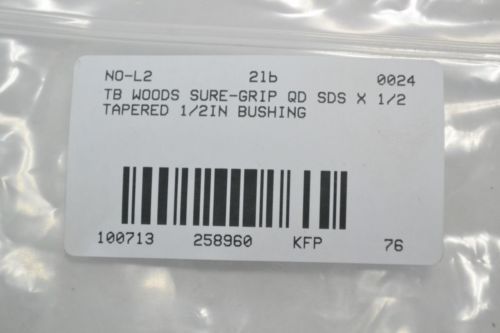 NO-L2 2lb 0024
TB WOODS SURE-GRIP QD SDS X 1/2
TAPERED 1/2IN BUSHING
100713 258960 KFP 76